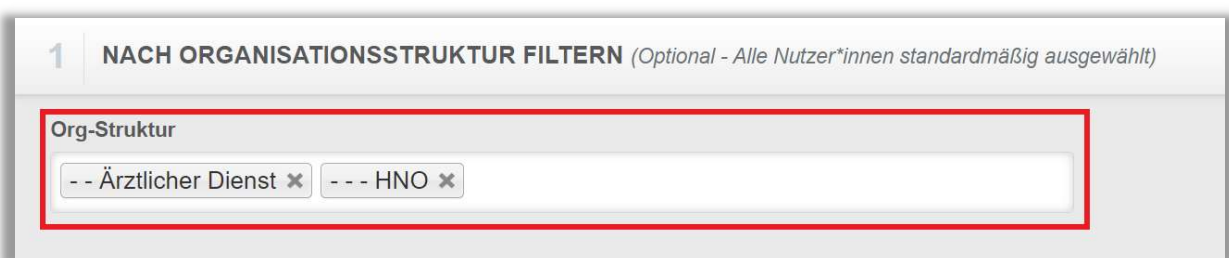 1 NACH ORGANISATIONSSTRUKTUR FILTERN (Optional - Alle Nutzer*innen standardmäßig ausgewählt)
Org-Struktur
- - Ärztlicher Dienst ✖ - - - HNO ✖